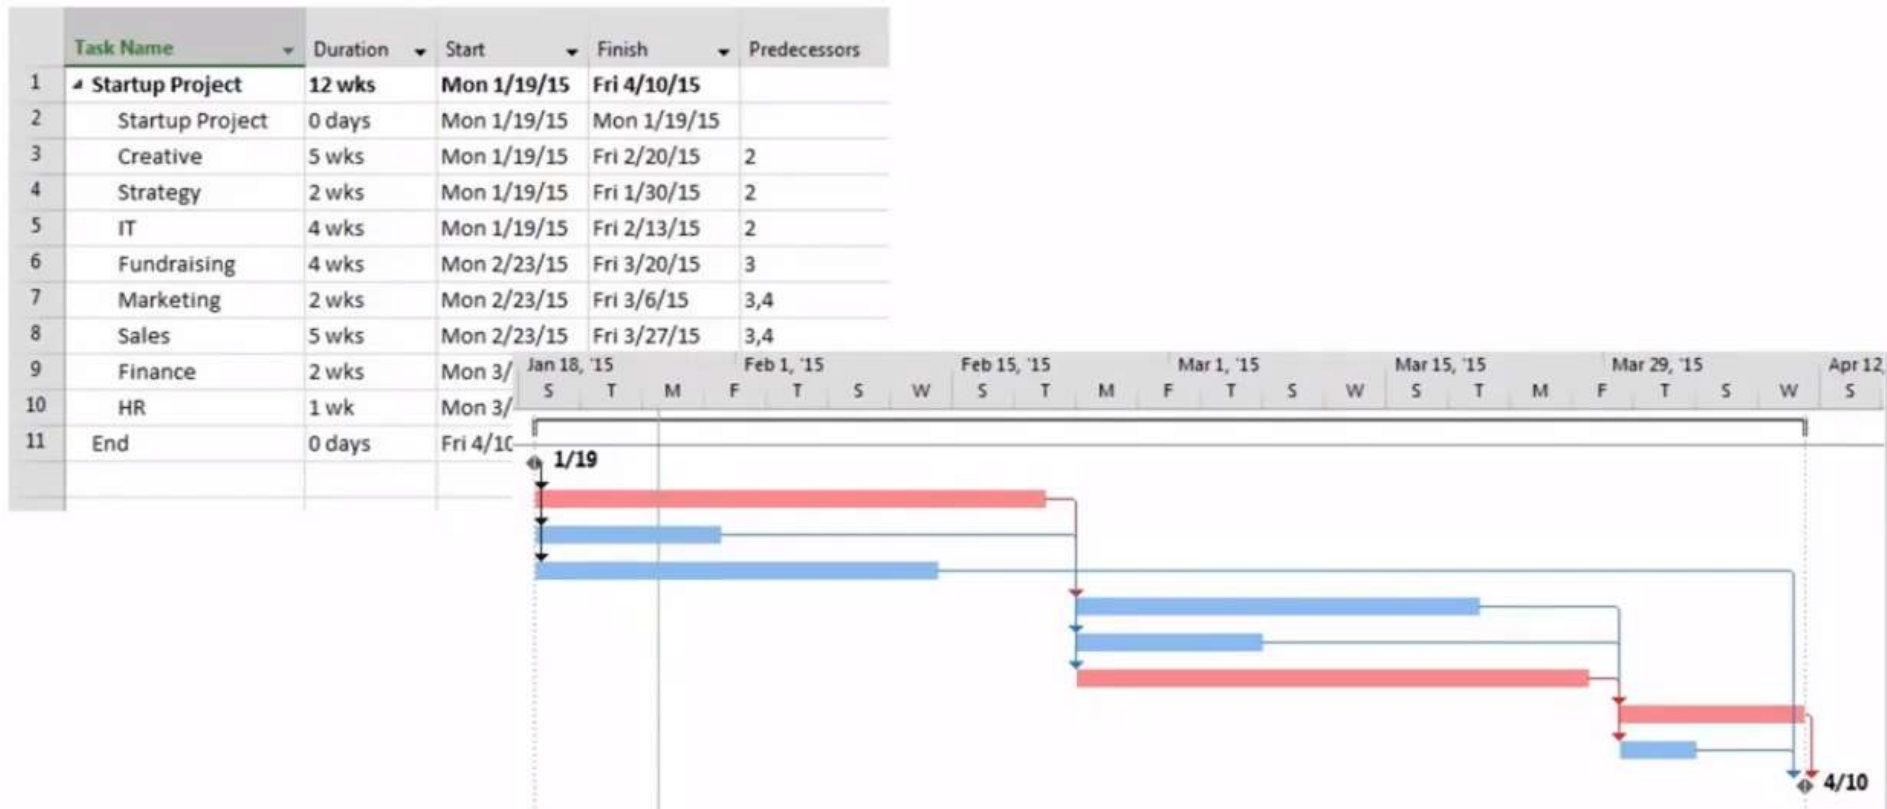 Task Name Duration Start Finish Predecessors
1 Startup Project 12 wks Mon 1/19/15 Fri 4/10/15
2 Startup Project 0 days Mon 1/19/15 Mon 1/19/15
3 Creative 5 wks Mon 1/19/15 Fri 2/20/15 2
4 Strategy 2 wks Mon 1/19/15 Fri 1/30/15 2
5 IT 4 wks Mon 1/19/15 Fri 2/13/15 2
6 Fundraising 4 wks Mon 2/23/15 Fri 3/20/15 3
7 Marketing 2 wks Mon 2/23/15 Fri 3/6/15 3,4
8 Sales 5 wks Mon 2/23/15 Fri 3/27/15 3,4
9 Finance 2 wks Mon 3/
10 HR 1 wk Mon 3/
11 End 0 days Fri 4/10
Jan 18, '15 Feb 1, '15 Feb 15, '15 Mar 1, '15 Mar 15, '15 Mar 29, '15 Apr 12,
S T M F T S W S T M F T S W S T M F T S W S
1/19
4/10